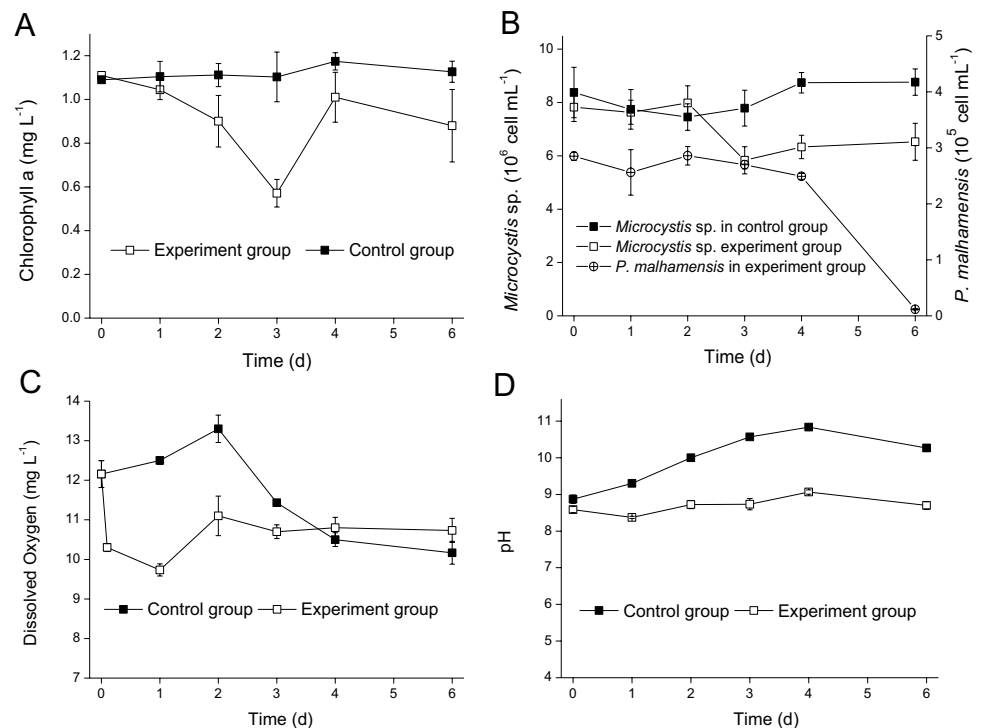 A
Chlorophyll a (mg L⁻¹)
1.2
1.0
0.8
0.6
0.4
0.2
0.0
Experiment group
Control group
0 1 2 3 4 5 6
Time (d)
B
Microcystis sp. (10⁶ cell mL⁻¹)
10
8
6
4
2
0
Microcystis sp. in control group
Microcystis sp. experiment group
P. malhamensis in experiment group
5
4
3
2
1
0
P. malhamensis (10⁵ cell mL⁻¹)
0 1 2 3 4 5 6
Time (d)
C
Dissolved Oxygen (mg L⁻¹)
14
13
12
11
10
9
8
7
Control group
Experiment group
0 1 2 3 4 5 6
Time (d)
D
pH
11
10
9
8
7
6
5
4
Control group
Experiment group
0 1 2 3 4 5 6
Time (d)